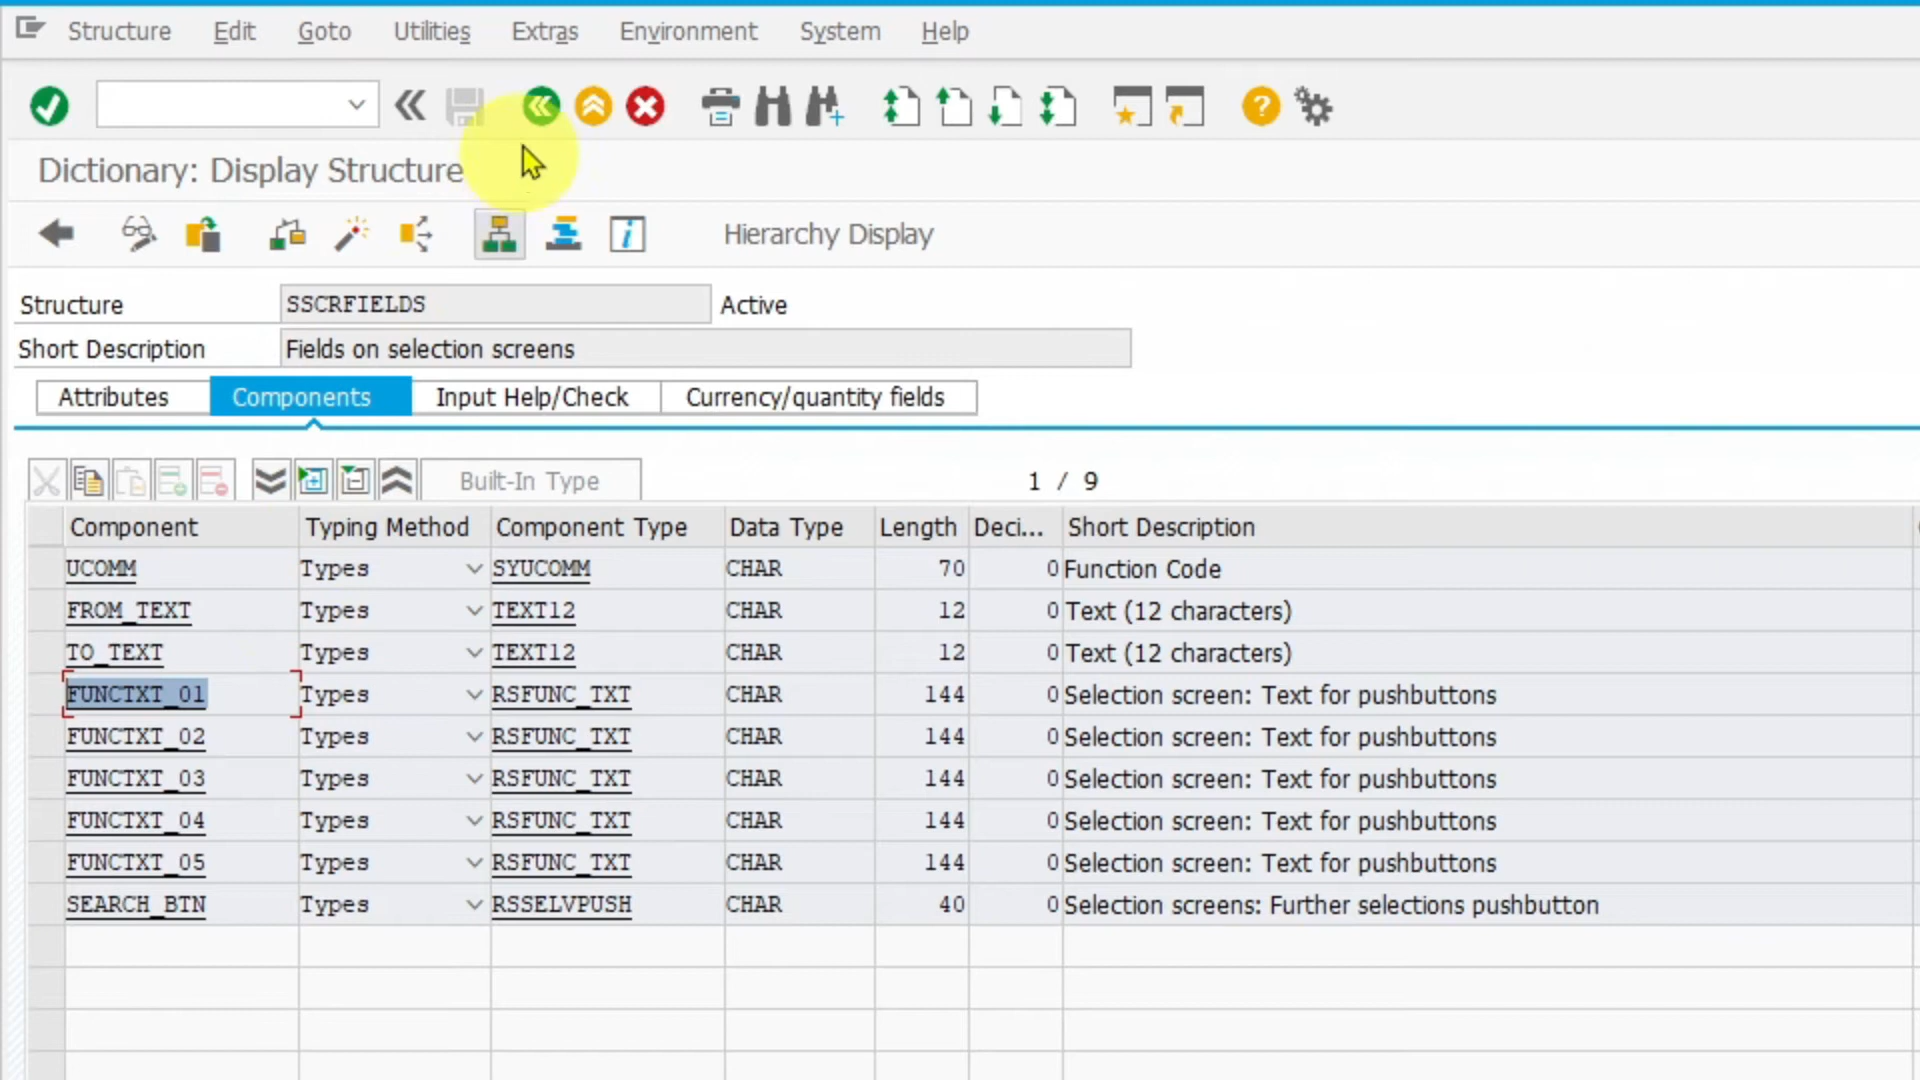 Structure Edit Goto Utilities Extras Environment System Help
Dictionary: Display Structure
Hierarchy Display
Structure SSCRFIELDS Active
Short Description Fields on selection screens
Attributes Components Input Help/Check Currency/quantity fields
Built-In Type 1 / 9
Component Typing Method Component Type Data Type Length Deci... Short Description
UCOMM Types SYUCOMM CHAR 70 0 Function Code
FROM_TEXT Types TEXT12 CHAR 12 0 Text (12 characters)
TO_TEXT Types TEXT12 CHAR 12 0 Text (12 characters)
FUNCTXT_01 Types RSFUNC_TXT CHAR 144 0 Selection screen: Text for pushbuttons
FUNCTXT_02 Types RSFUNC_TXT CHAR 144 0 Selection screen: Text for pushbuttons
FUNCTXT_03 Types RSFUNC_TXT CHAR 144 0 Selection screen: Text for pushbuttons
FUNCTXT_04 Types RSFUNC_TXT CHAR 144 0 Selection screen: Text for pushbuttons
FUNCTXT_05 Types RSFUNC_TXT CHAR 144 0 Selection screen: Text for pushbuttons
SEARCH_BTN Types RSSELVPUSH CHAR 40 0 Selection screens: Further selections pushbutton